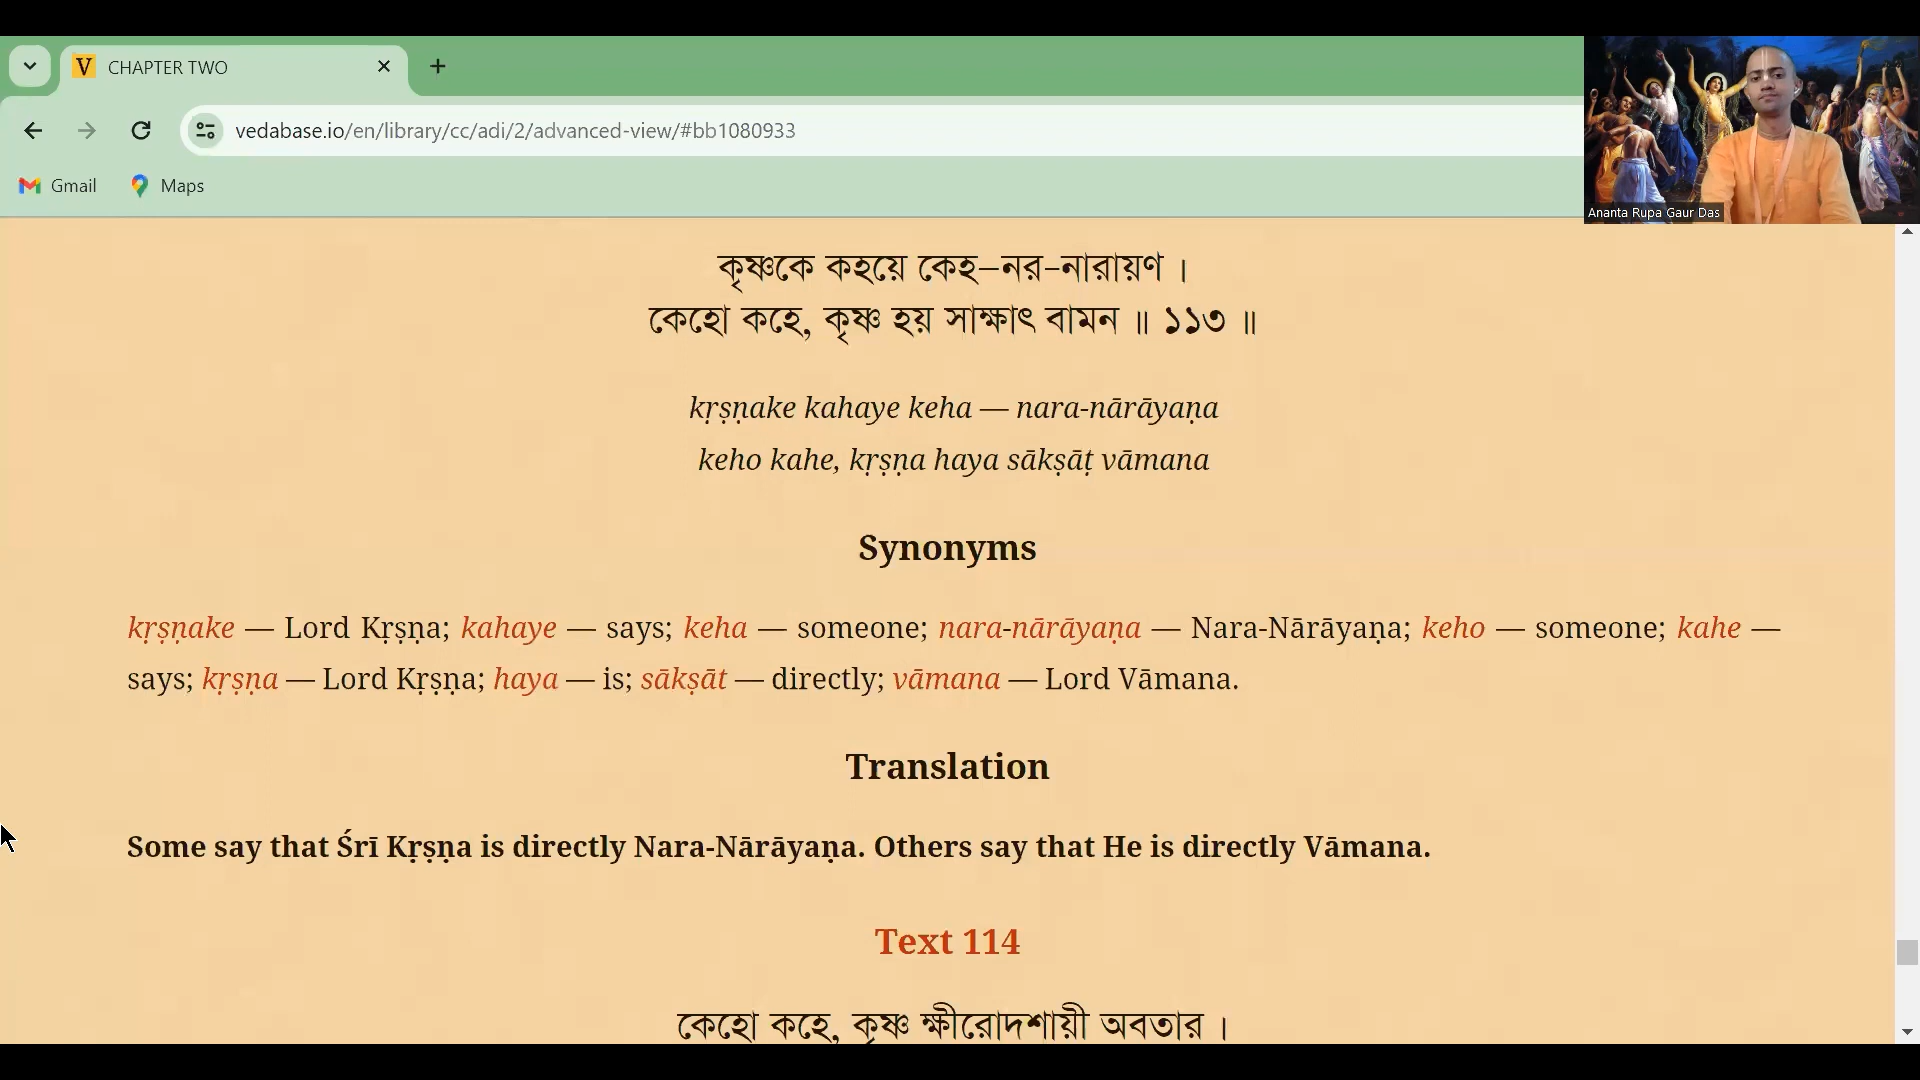 CHAPTER TWO
vedabase.io/en/library/cc/adi/2/advanced-view/#bb1080933
Gmail Maps
Ananta Rupa Gaur Das
কৃষ্ণকে কহয়ে কেহ—নর-নারায়ণ ।
কেহো কহে, কৃষ্ণ হয় সাক্ষাৎ বামন ॥ ১১৩ ॥
kṛṣṇake kahaye keha — nara-nārāyaṇa
keho kahe, kṛṣṇa haya sākṣāṭ vāmana
Synonyms
kṛṣṇake — Lord Kṛṣṇa; kahaye — says; keha — someone; nara-nārāyaṇa — Nara-Nārāyaṇa; keho — someone; kahe —
says; kṛṣṇa — Lord Kṛṣṇa; haya — is; sākṣāt — directly; vāmana — Lord Vāmana.
Translation
Some say that Śrī Kṛṣṇa is directly Nara-Nārāyaṇa. Others say that He is directly Vāmana.
Text 114
কেহো কহে, কৃষ্ণ ক্ষীরোদশায়ী অবতার ।